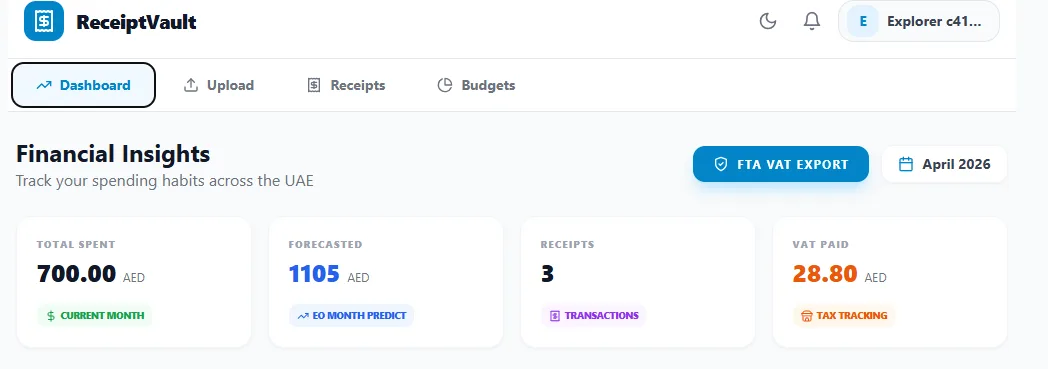 ReceiptVault
E Explorer c41...
Dashboard Upload Receipts Budgets
Financial Insights
Track your spending habits across the UAE
FTA VAT EXPORT April 2026
TOTAL SPENT
700.00 AED
CURRENT MONTH
FORECASTED
1105 AED
EO MONTH PREDICT
RECEIPTS
3
TRANSACTIONS
VAT PAID
28.80 AED
TAX TRACKING